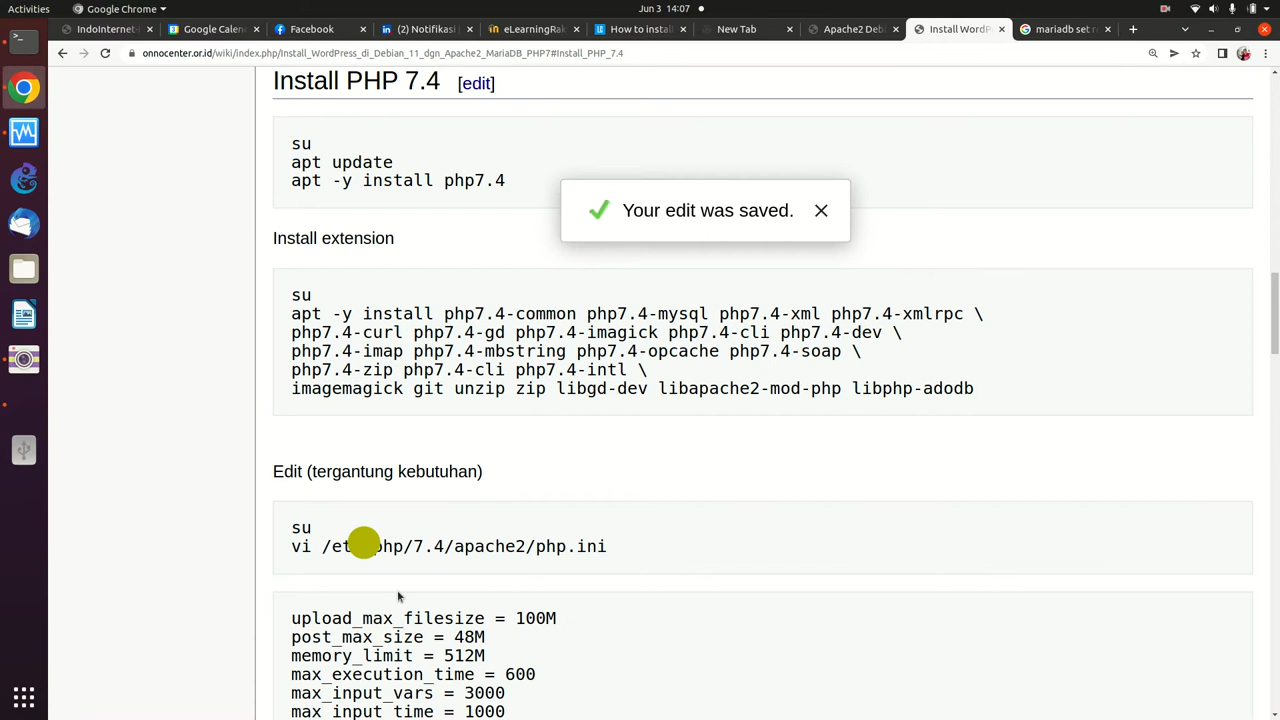 Activities
Google Chrome
Jun 3 14:07
IndoInternet-
Google Calen
Facebook
(2) Notifikasi
eLearningRak
How to install
New Tab
Apache2 Deb
Install WordP
mariadb set r
onnocenter.or.id/wiki/index.php/Install_WordPress_di_Debian_11_dgn_Apache2_MariaDB_PHP7#Install_PHP_7.4
Install PHP 7.4 [edit]
su
apt update
apt -y install php7.4
Your edit was saved.
Install extension
su
apt -y install php7.4-common php7.4-mysql php7.4-xml php7.4-xmlrpc \
php7.4-curl php7.4-gd php7.4-imagick php7.4-cli php7.4-dev \
php7.4-imap php7.4-mbstring php7.4-opcache php7.4-soap \
php7.4-zip php7.4-cli php7.4-intl \
imagemagick git unzip zip libgd-dev libapache2-mod-php libphp-adodb
Edit (tergantung kebutuhan)
su
vi /etc/php/7.4/apache2/php.ini
upload_max_filesize = 100M
post_max_size = 48M
memory_limit = 512M
max_execution_time = 600
max_input_vars = 3000
max_input_time = 1000